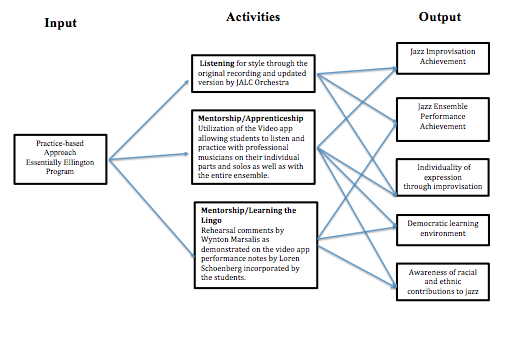 Input
Activities
Output
Practice-based
Approach
Essentially Ellington
Program
Listening for style through the
original recording and updated
version by JALC Orchestra
Mentorship/Apprenticeship
Utilization of the Video app
allowing students to listen and
practice with professional
musicians on their individual
parts and solos as well as with
the entire ensemble.
Mentorship/Learning the
Lingo
Rehearsal comments by
Wynton Marsalis as
demonstrated on the video app
performance notes by Loren
Schoenberg incorporated by
the students.
Jazz Improvisation
Achievement
Jazz Ensemble
Performance
Achievement
Individuality of
expression
through improvisation
Democratic learning
environment
Awareness of racial
and ethnic
contributions to jazz